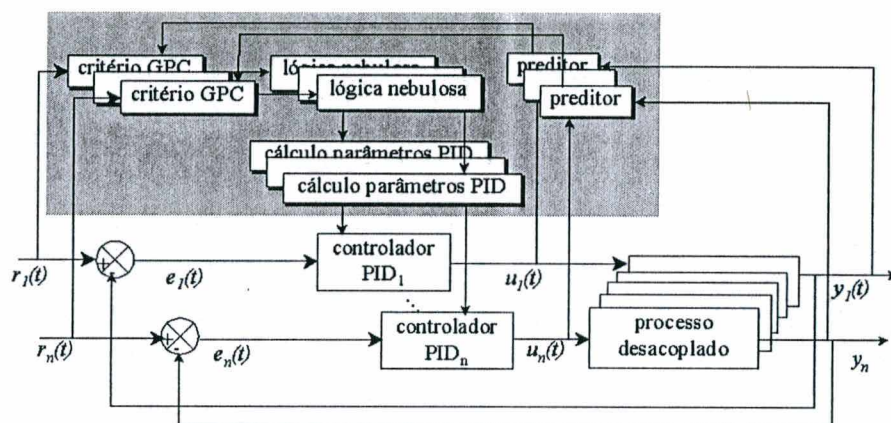 critério GPC
lógica nebulosa
preditor
critério GPC
lógica nebulosa
preditor
cálculo parâmetros PID
cálculo parâmetros PID
controlador
PID1
r1(t)
+
-
e1(t)
u1(t)
y1(t)
controlador
PIDn
processo
desacoplado
rn(t)
+
-
en(t)
un(t)
yn